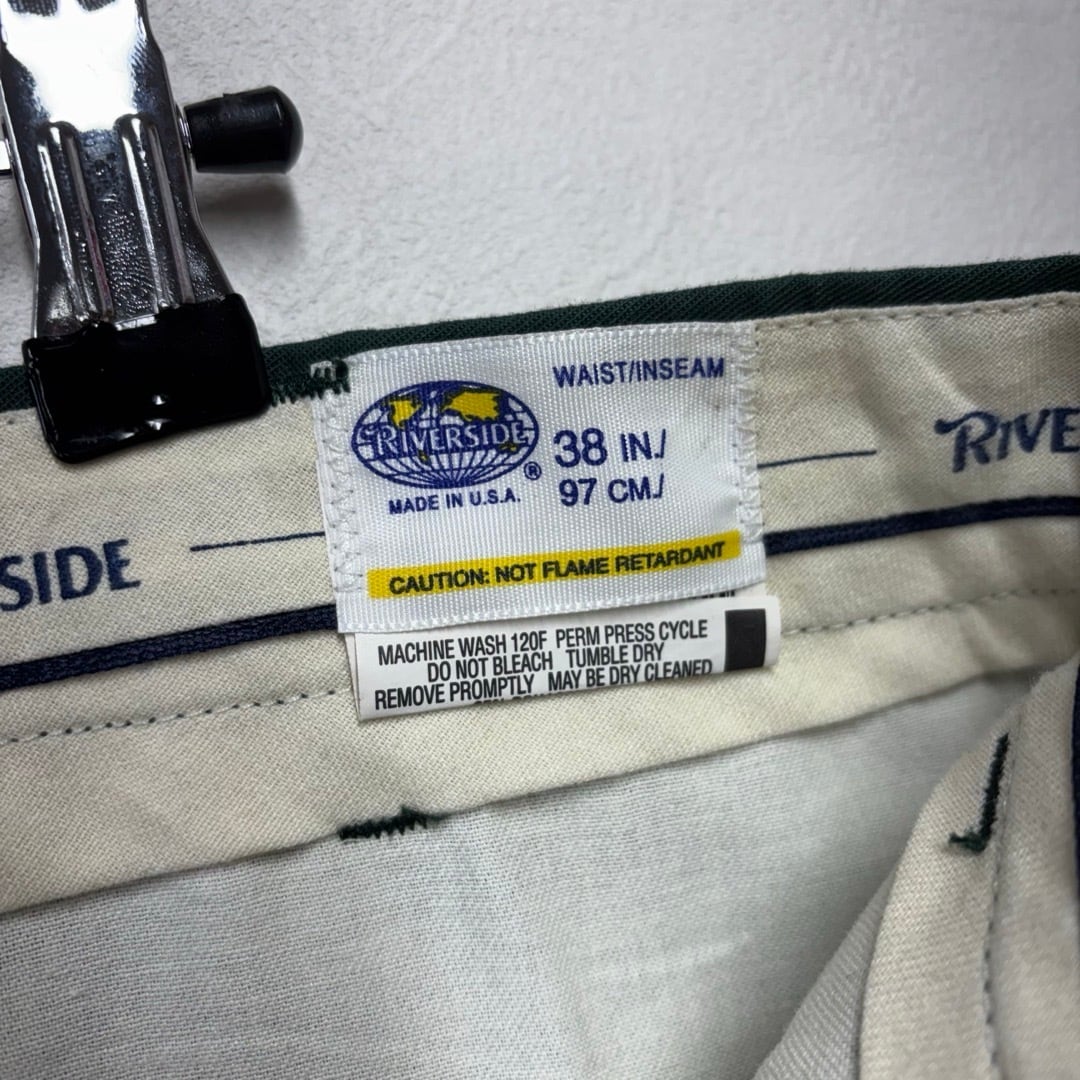 WAIST/INSEAM
RIVERSIDE
®
MADE IN U.S.A.
38 IN./
97 CM./
CAUTION: NOT FLAME RETARDANT
MACHINE WASH 120F PERM PRESS CYCLE
DO NOT BLEACH TUMBLE DRY
REMOVE PROMPTLY MAY BE DRY CLEANED
SIDE
RIVE